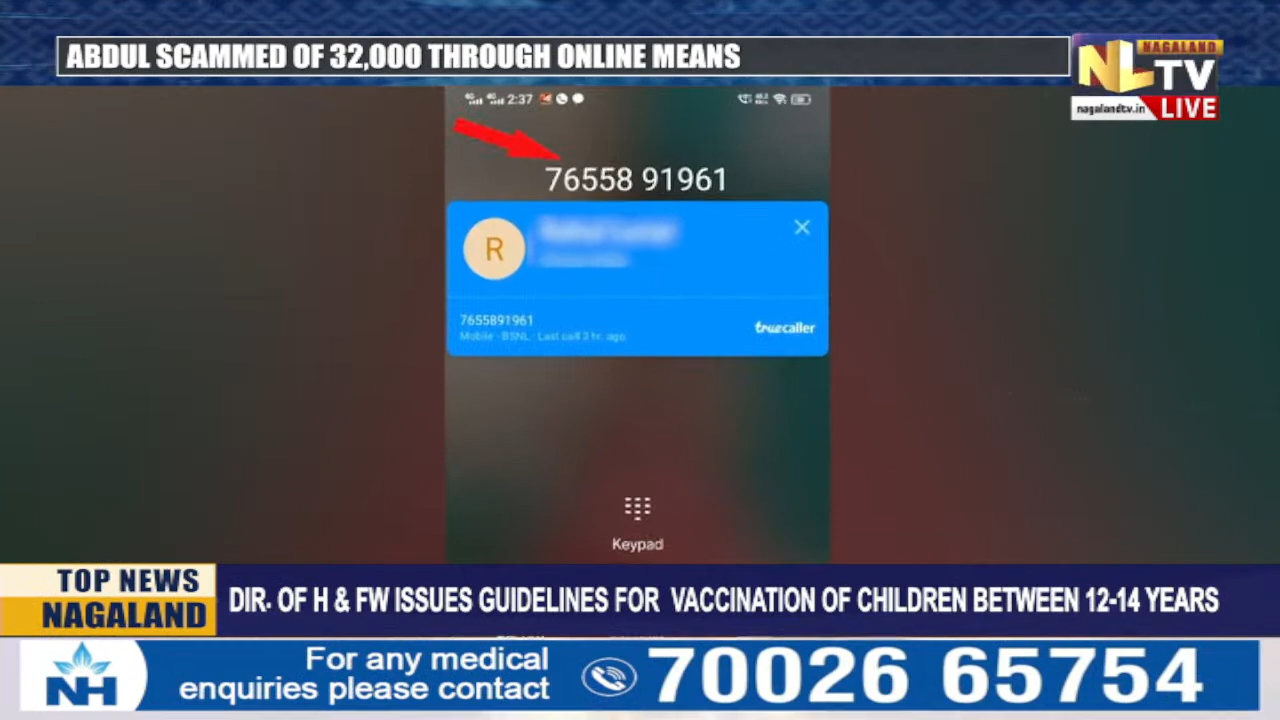 ABDUL SCAMMED OF 32,000 THROUGH ONLINE MEANS
NAGALAND
NLTV
nagalandtv.in LIVE
2:37
76558 91961
R
7655891961
truecaller
Mobile - BSNL - Last call 3 hr. ago
Keypad
TOP NEWS
NAGALAND
DIR. OF H & FW ISSUES GUIDELINES FOR VACCINATION OF CHILDREN BETWEEN 12-14 YEARS
NH
For any medical
enquiries please contact
70026 65754